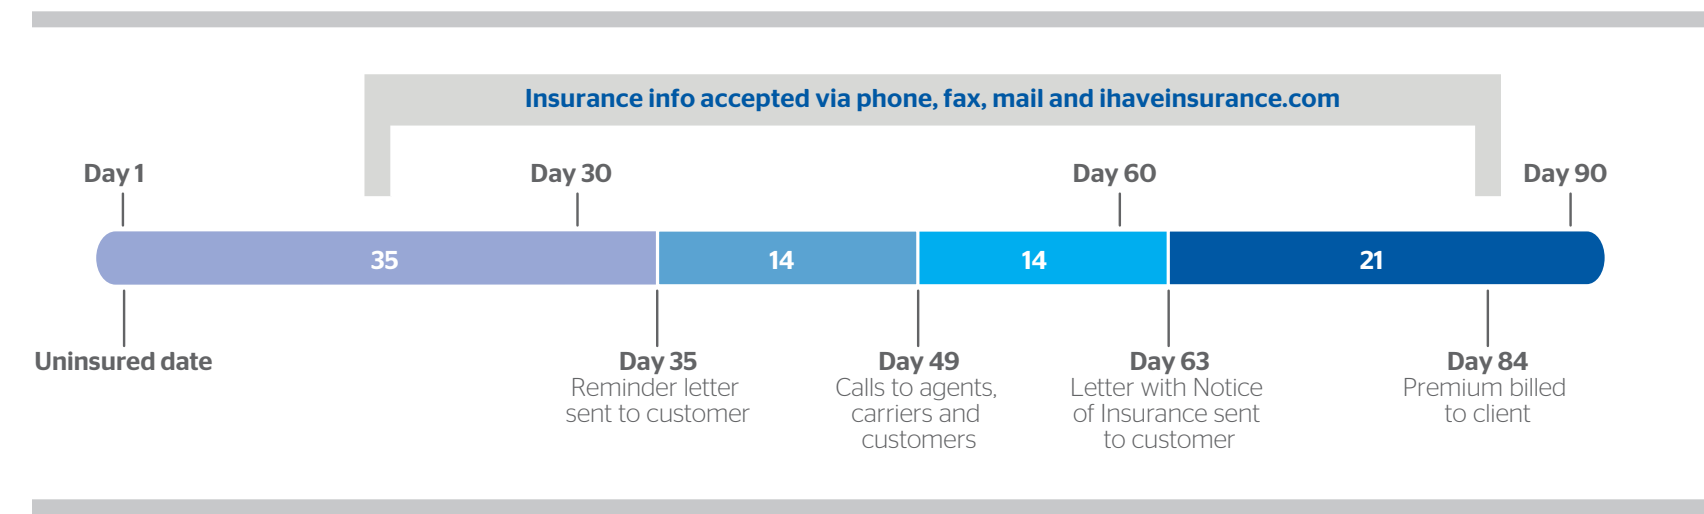 Insurance info accepted via phone, fax, mail and ihaveinsurance.com
Day 1
Day 30
Day 60
Day 90
35
14
14
21
Uninsured date
Day 35
Reminder letter
sent to customer
Day 49
Calls to agents,
carriers and
customers
Day 63
Letter with Notice
of Insurance sent
to customer
Day 84
Premium billed
to client